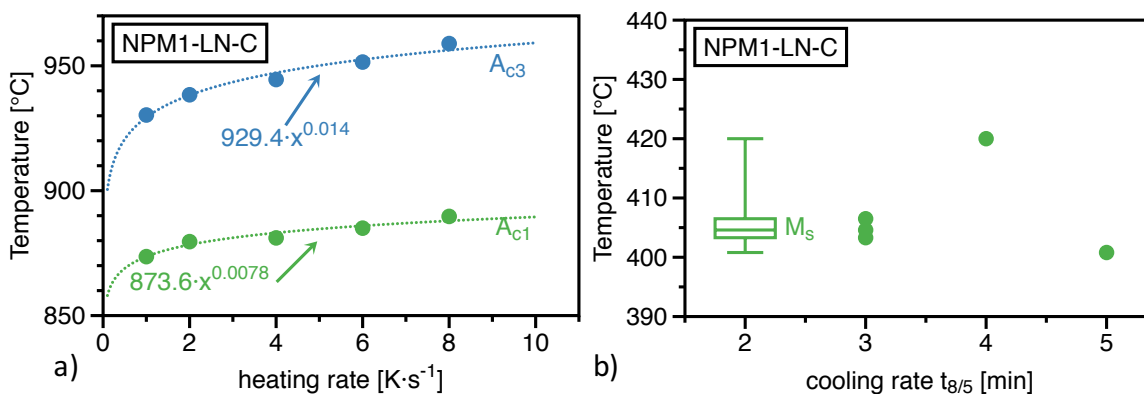 NPM1-LN-C
Temperature [°C]
950
900
850
A_c3
929.4·x^0.014
A_c1
873.6·x^0.0078
0 2 4 6 8 10
heating rate [K·s^-1]
a)
NPM1-LN-C
Temperature [°C]
440
430
420
410
400
390
M_s
2 3 4 5
cooling rate t_8/5 [min]
b)